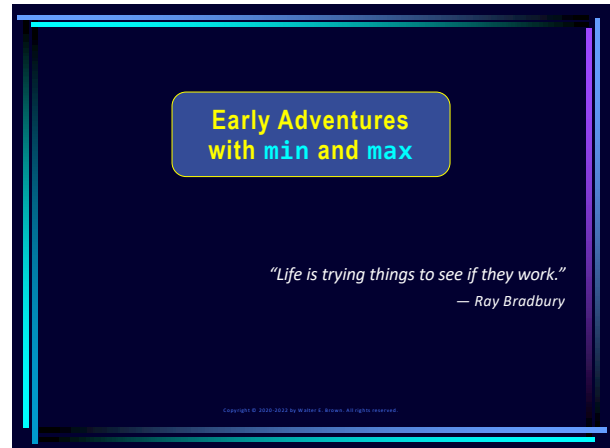 Early Adventures
with min and max
“Life is trying things to see if they work.”
— Ray Bradbury
Copyright © 2020-2022 by Walter E. Brown. All rights reserved.